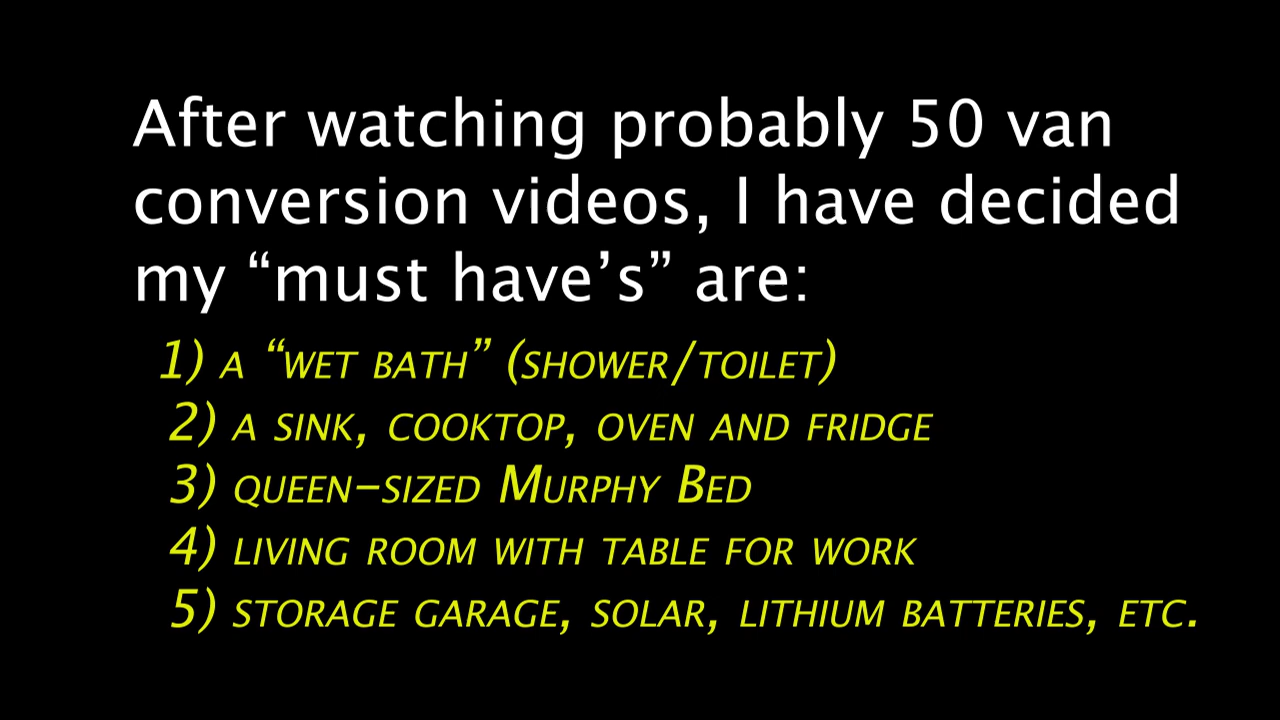 After watching probably 50 van
conversion videos, I have decided
my “must have’s” are:
1) A “WET BATH” (SHOWER/TOILET)
2) A SINK, COOKTOP, OVEN AND FRIDGE
3) QUEEN-SIZED MURPHY BED
4) LIVING ROOM WITH TABLE FOR WORK
5) STORAGE GARAGE, SOLAR, LITHIUM BATTERIES, ETC.